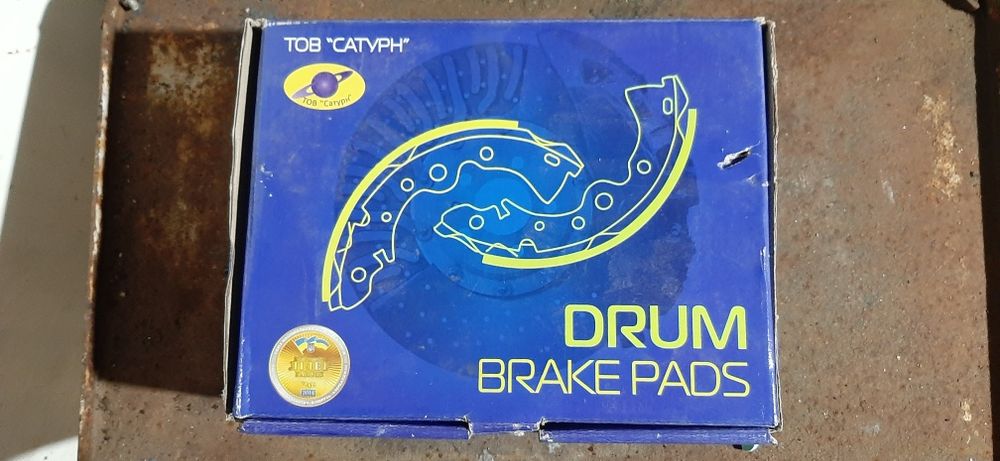 ТОВ "САТУРН"
ТОВ "Сатурн"
DRUM
BRAKE PADS